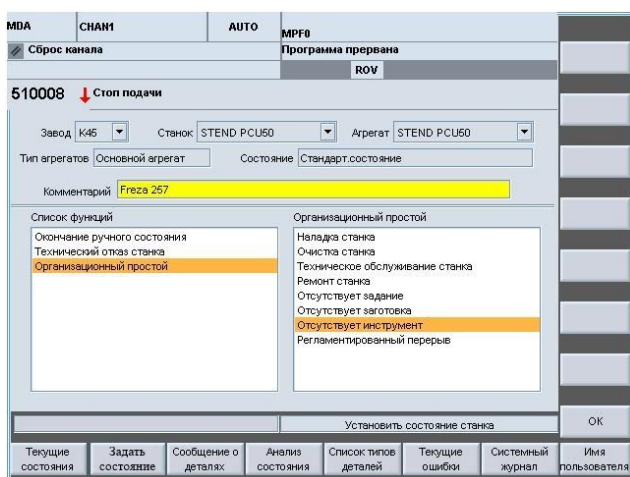 MDA CHAN1 AUTO MPF0
Сброс канала Программа прервана
ROV
510008 Стоп подачи
Завод K45 Станок STEND PCU50 Агрегат STEND PCU50
Тип агрегатов Основной агрегат Состояние Стандарт.состояние
Комментарий Freza 257
Список функций
Окончание ручного состояния
Технический отказ станка
Организационный простой
Организационный простой
Наладка станка
Очистка станка
Техническое обслуживание станка
Ремонт станка
Отсутствует задание
Отсутствует заготовка
Отсутствует инструмент
Регламентированный перерыв
Установить состояние станка
OK
Текущие состояния
Задать состояние
Сообщение о деталях
Анализ состояния
Список типов деталей
Текущие ошибки
Системный журнал
Имя пользователя